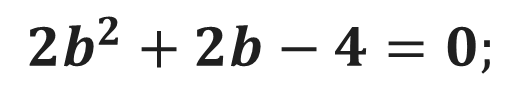 2b² + 2b − 4 = 0;